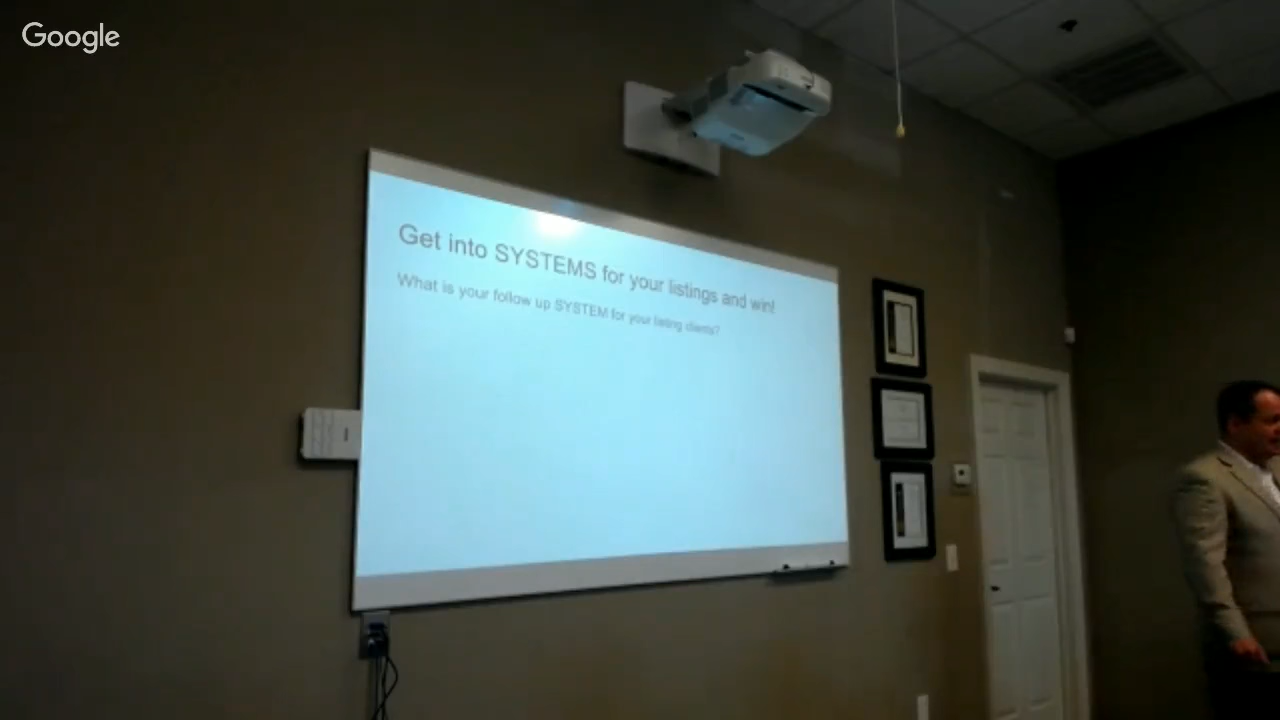 Google
Get into SYSTEMS for your listings and win!
What is your follow up SYSTEM for your listing clients?